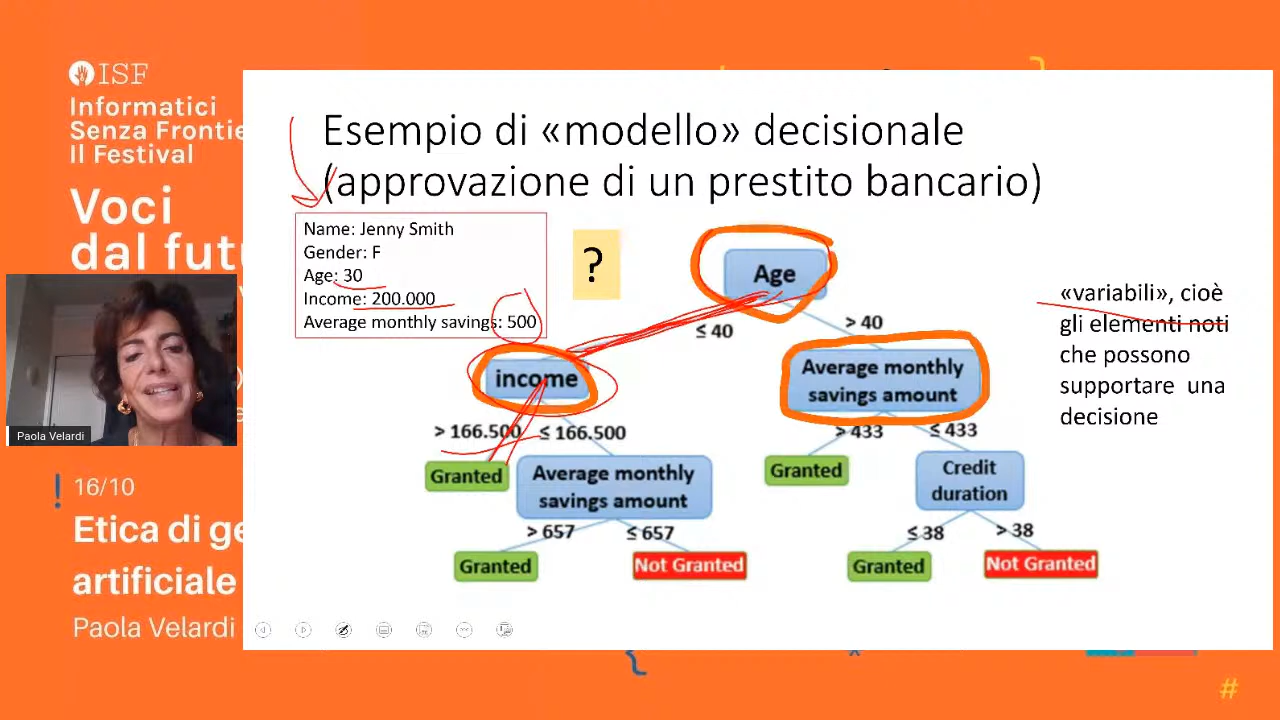 ISF
Informatici
Senza Frontie
Il Festival
Voci
dal futu
Paola Velardi
16/10
Etica di ge
artificiale
Paola Velardi
Esempio di «modello» decisionale
(approvazione di un prestito bancario)
Name: Jenny Smith
Gender: F
Age: 30
Income: 200.000
Average monthly savings: 500
?
Age
≤ 40
> 40
income
Average monthly
savings amount
> 166.500
≤ 166.500
> 433
≤ 433
Granted
Average monthly
savings amount
Granted
Credit
duration
> 657
≤ 657
≤ 38
> 38
Granted
Not Granted
Granted
Not Granted
«variabili», cioè
gli elementi noti
che possono
supportare una
decisione
#